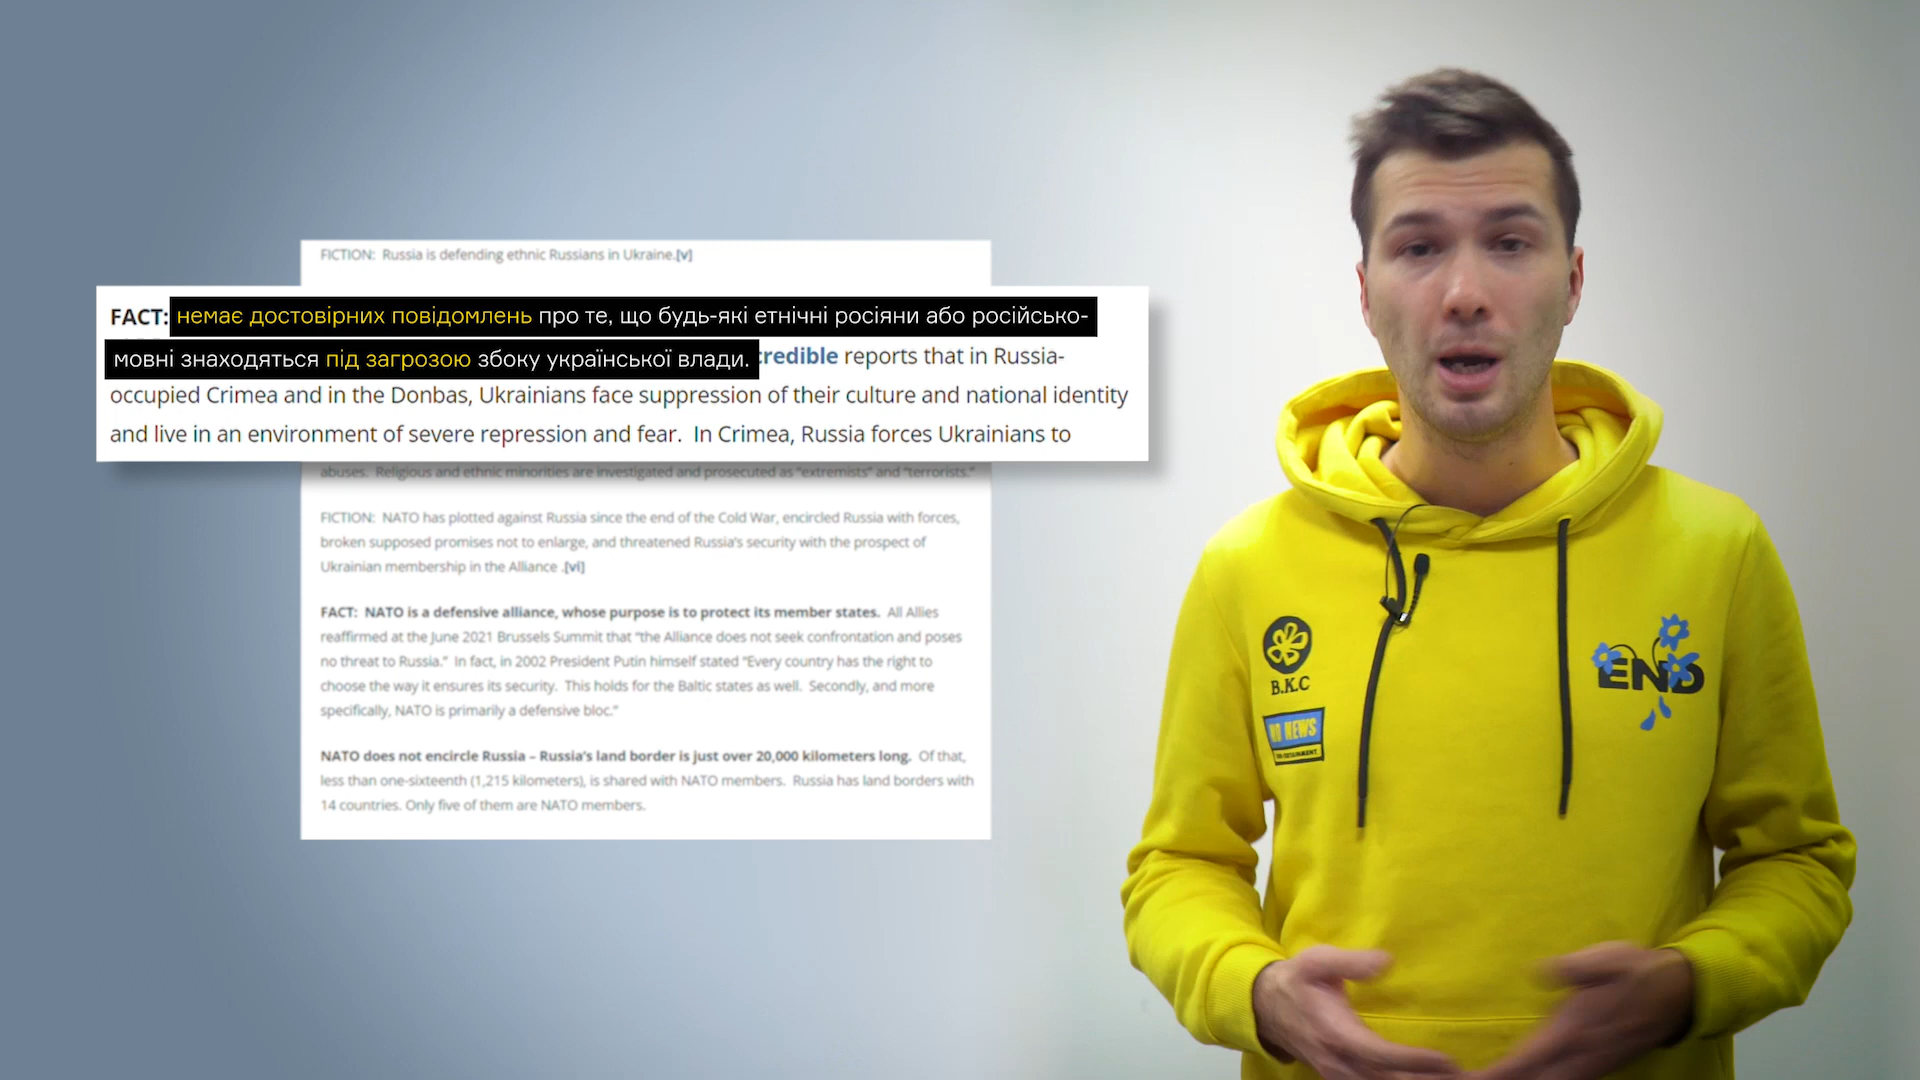 FICTION: Russia is defending ethnic Russians in Ukraine.[v]
FACT: немає достовірних повідомлень про те, що будь-які етнічні росіяни або російсько-
мовні знаходяться під загрозою збоку української влади. credible reports that in Russia-
occupied Crimea and in the Donbas, Ukrainians face suppression of their culture and national identity
and live in an environment of severe repression and fear. In Crimea, Russia forces Ukrainians to
abuses. Religious and ethnic minorities are investigated and prosecuted as "extremists" and "terrorists."
FICTION: NATO has plotted against Russia since the end of the Cold War, encircled Russia with forces,
broken supposed promises not to enlarge, and threatened Russia's security with the prospect of
Ukrainian membership in the Alliance .[vi]
FACT: NATO is a defensive alliance, whose purpose is to protect its member states. All Allies
reaffirmed at the June 2021 Brussels Summit that "the Alliance does not seek confrontation and poses
no threat to Russia." In fact, in 2002 President Putin himself stated "Every country has the right to
choose the way it ensures its security. This holds for the Baltic states as well. Secondly, and more
specifically, NATO is primarily a defensive bloc."
NATO does not encircle Russia – Russia's land border is just over 20,000 kilometers long. Of that,
less than one-sixteenth (1,215 kilometers), is shared with NATO members. Russia has land borders with
14 countries. Only five of them are NATO members.
B.K.C
NEWS
END